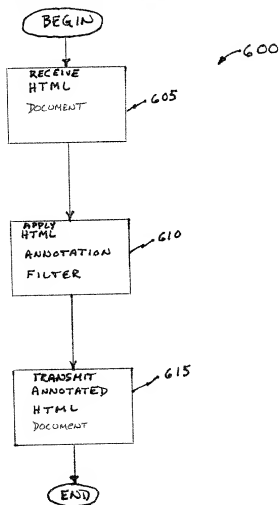 BEGIN
600
RECEIVE
HTML
DOCUMENT
605
APPLY
HTML
ANNOTATION
FILTER
610
TRANSMIT
ANNOTATED
HTML
DOCUMENT
615
END